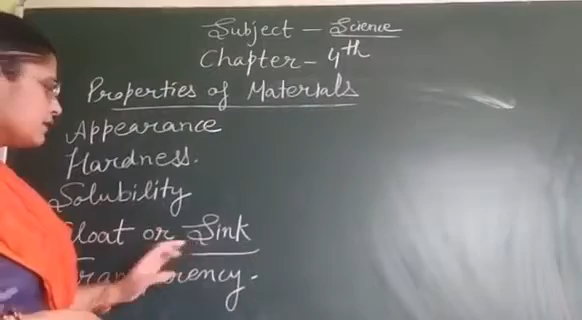 Subject - Science
Chapter - 4th
Properties of Materials
Appearance
Hardness.
Solubility
Float or Sink
Transparency.